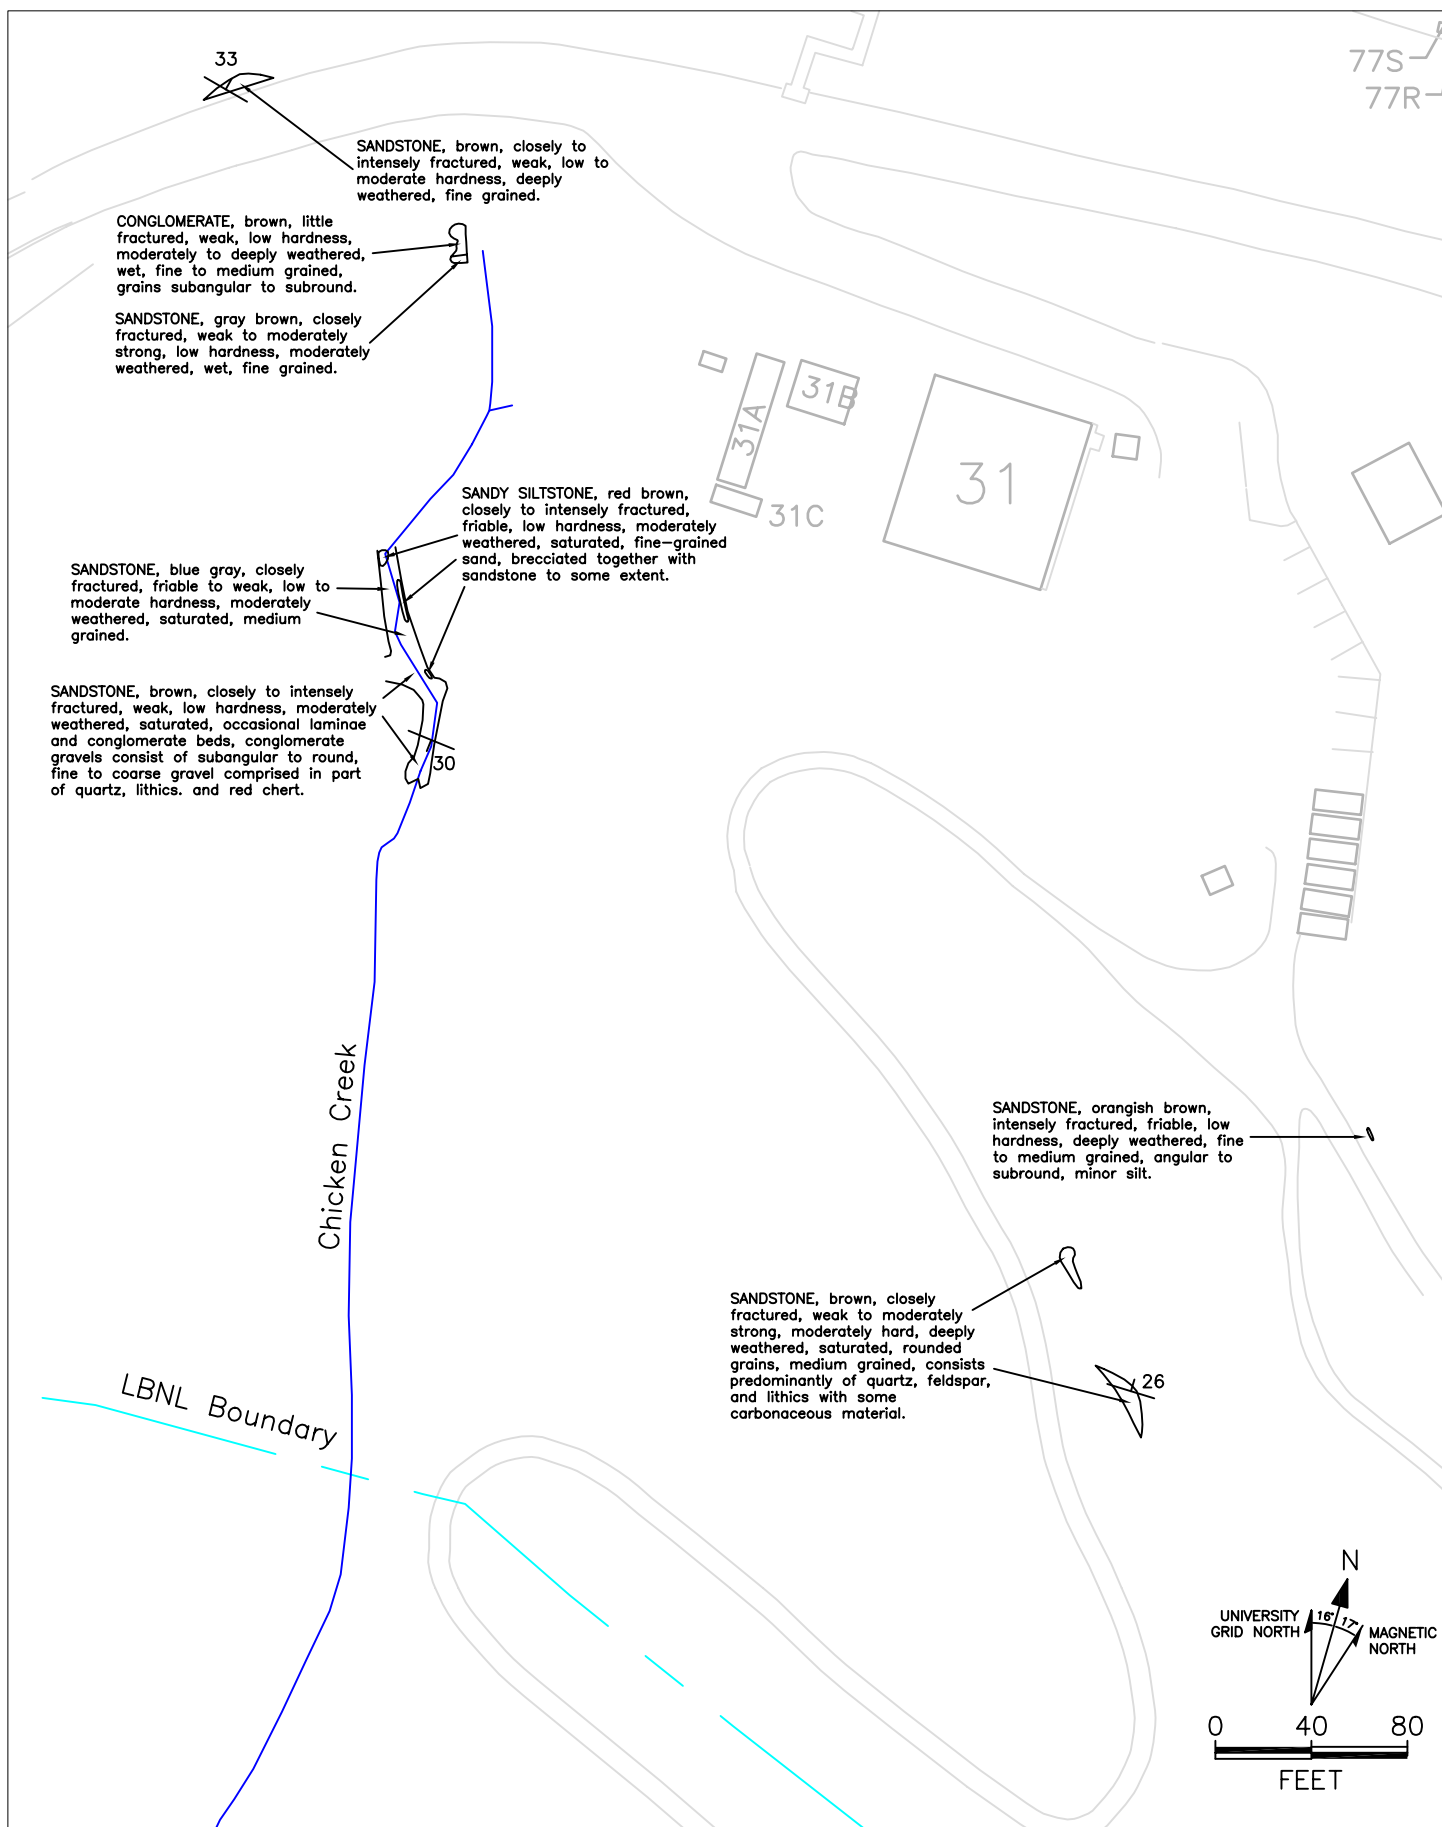 33
77S
77R
SANDSTONE, brown, closely to
intensely fractured, weak, low to
moderate hardness, deeply
weathered, fine grained.
CONGLOMERATE, brown, little
fractured, weak, low hardness,
moderately to deeply weathered,
wet, fine to medium grained,
grains subangular to subround.
SANDSTONE, gray brown, closely
fractured, weak to moderately
strong, low hardness, moderately
weathered, wet, fine grained.
31A
31B
31
31C
SANDY SILTSTONE, red brown,
closely to intensely fractured,
friable, low hardness, moderately
weathered, saturated, fine-grained
sand, brecciated together with
sandstone to some extent.
SANDSTONE, blue gray, closely
fractured, friable to weak, low to
moderate hardness, moderately
weathered, saturated, medium
grained.
SANDSTONE, brown, closely to intensely
fractured, weak, low hardness, moderately
weathered, saturated, occasional laminae
and conglomerate beds, conglomerate
gravels consist of subangular to round,
fine to coarse gravel comprised in part
of quartz, lithics. and red chert.
30
Chicken Creek
SANDSTONE, orangish brown,
intensely fractured, friable, low
hardness, deeply weathered, fine
to medium grained, angular to
subround, minor silt.
SANDSTONE, brown, closely
fractured, weak to moderately
strong, moderately hard, deeply
weathered, saturated, rounded
grains, medium grained, consists
predominantly of quartz, feldspar,
and lithics with some
carbonaceous material.
26
LBNL Boundary
N
UNIVERSITY
GRID NORTH
16°
17°
MAGNETIC
NORTH
0 40 80
FEET